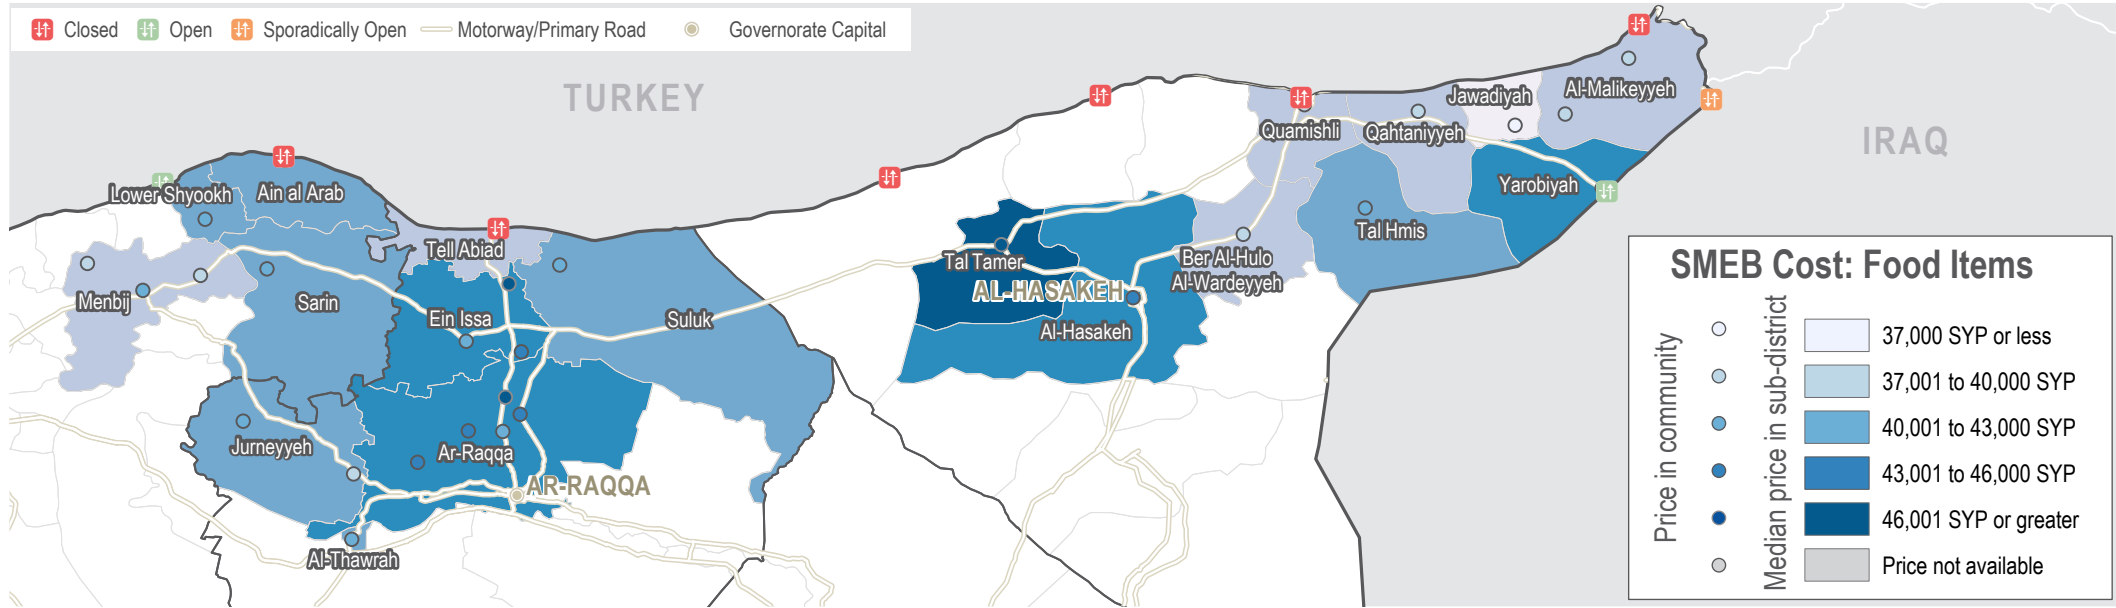 Closed
Open
Sporadically Open
Motorway/Primary Road
Governorate Capital
TURKEY
IRAQ
Jawadiyah
Al-Malikeyyeh
Quamishli
Qahtaniyyeh
Lower Shyookh
Ain al Arab
Yarobiyah
Tell Abiad
Tal Hmis
Tal Tamer
Ber Al-Hulo
Al-Wardeyyeh
AL-HASAKEH
Al-Hasakeh
Menbij
Sarin
Ein Issa
Suluk
Jurneyyeh
Ar-Raqqa
AR-RAQQA
Al-Thawrah
SMEB Cost: Food Items
Price in community
Median price in sub-district
37,000 SYP or less
37,001 to 40,000 SYP
40,001 to 43,000 SYP
43,001 to 46,000 SYP
46,001 SYP or greater
Price not available